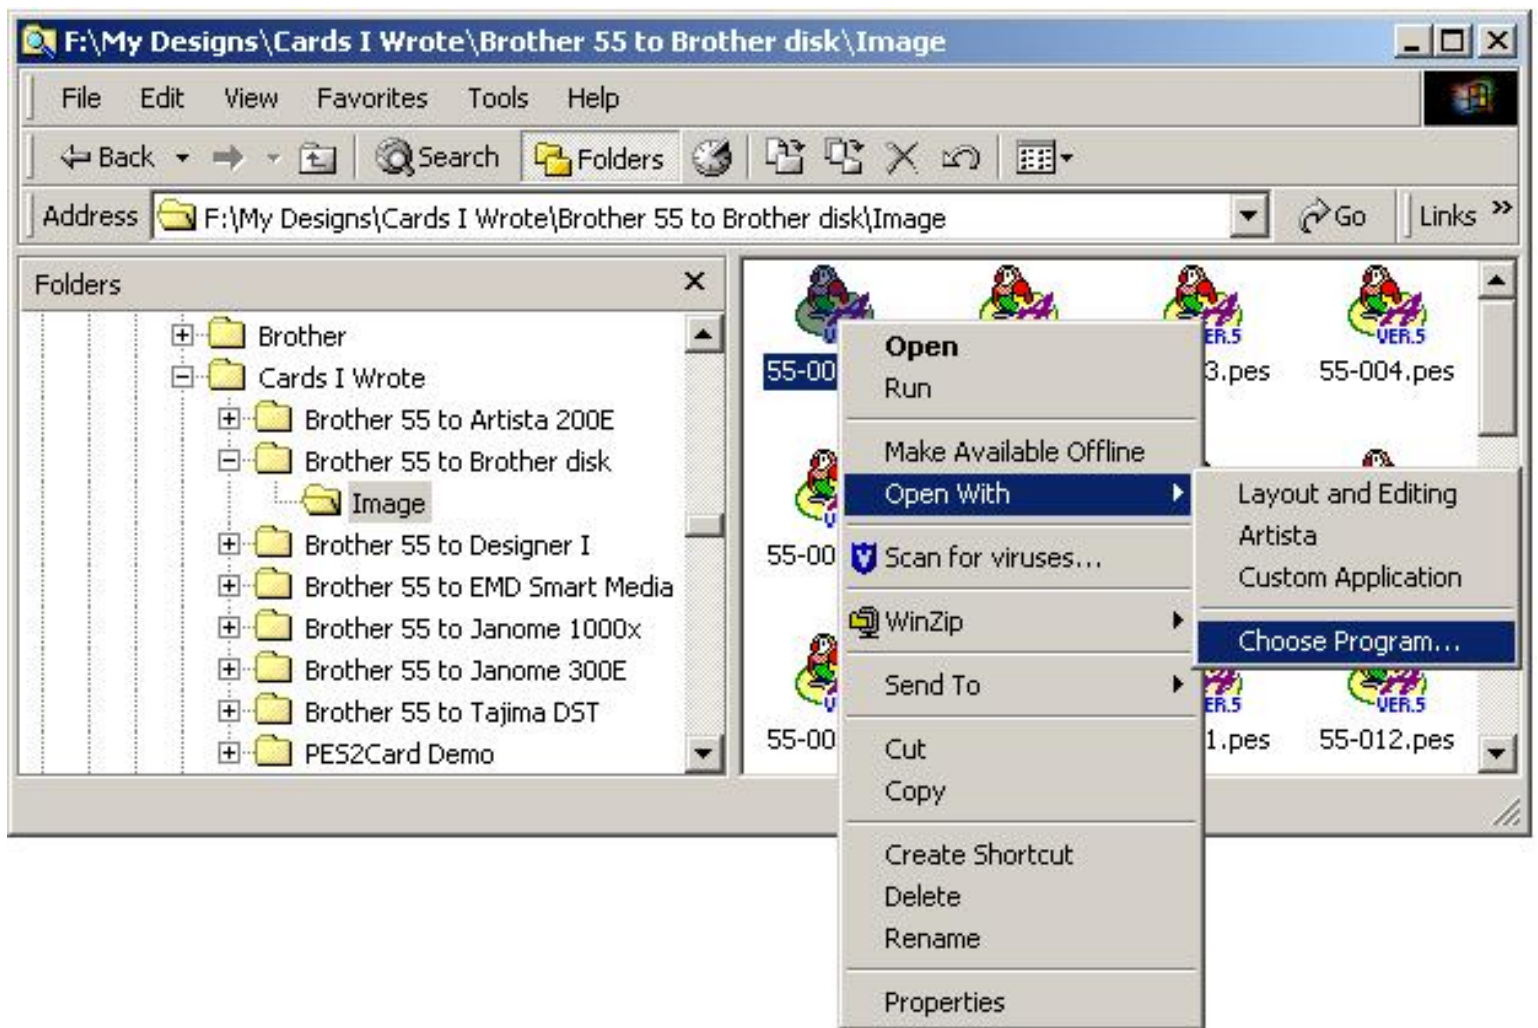 F:\My Designs\Cards I Wrote\Brother 55 to Brother disk\Image
File Edit View Favorites Tools Help
Back Search Folders
Address F:\My Designs\Cards I Wrote\Brother 55 to Brother disk\Image Go Links »
Folders
Brother
Cards I Wrote
Brother 55 to Artista 200E
Brother 55 to Brother disk
Image
Brother 55 to Designer I
Brother 55 to EMD Smart Media
Brother 55 to Janome 1000x
Brother 55 to Janome 300E
Brother 55 to Tajima DST
PES2Card Demo
VER.5
55-00 3.pes 55-004.pes
55-00
VER.5
55-00 1.pes 55-012.pes
Open
Run
Make Available Offline
Open With
Scan for viruses...
WinZip
Send To
Cut
Copy
Create Shortcut
Delete
Rename
Properties
Layout and Editing
Artista
Custom Application
Choose Program...